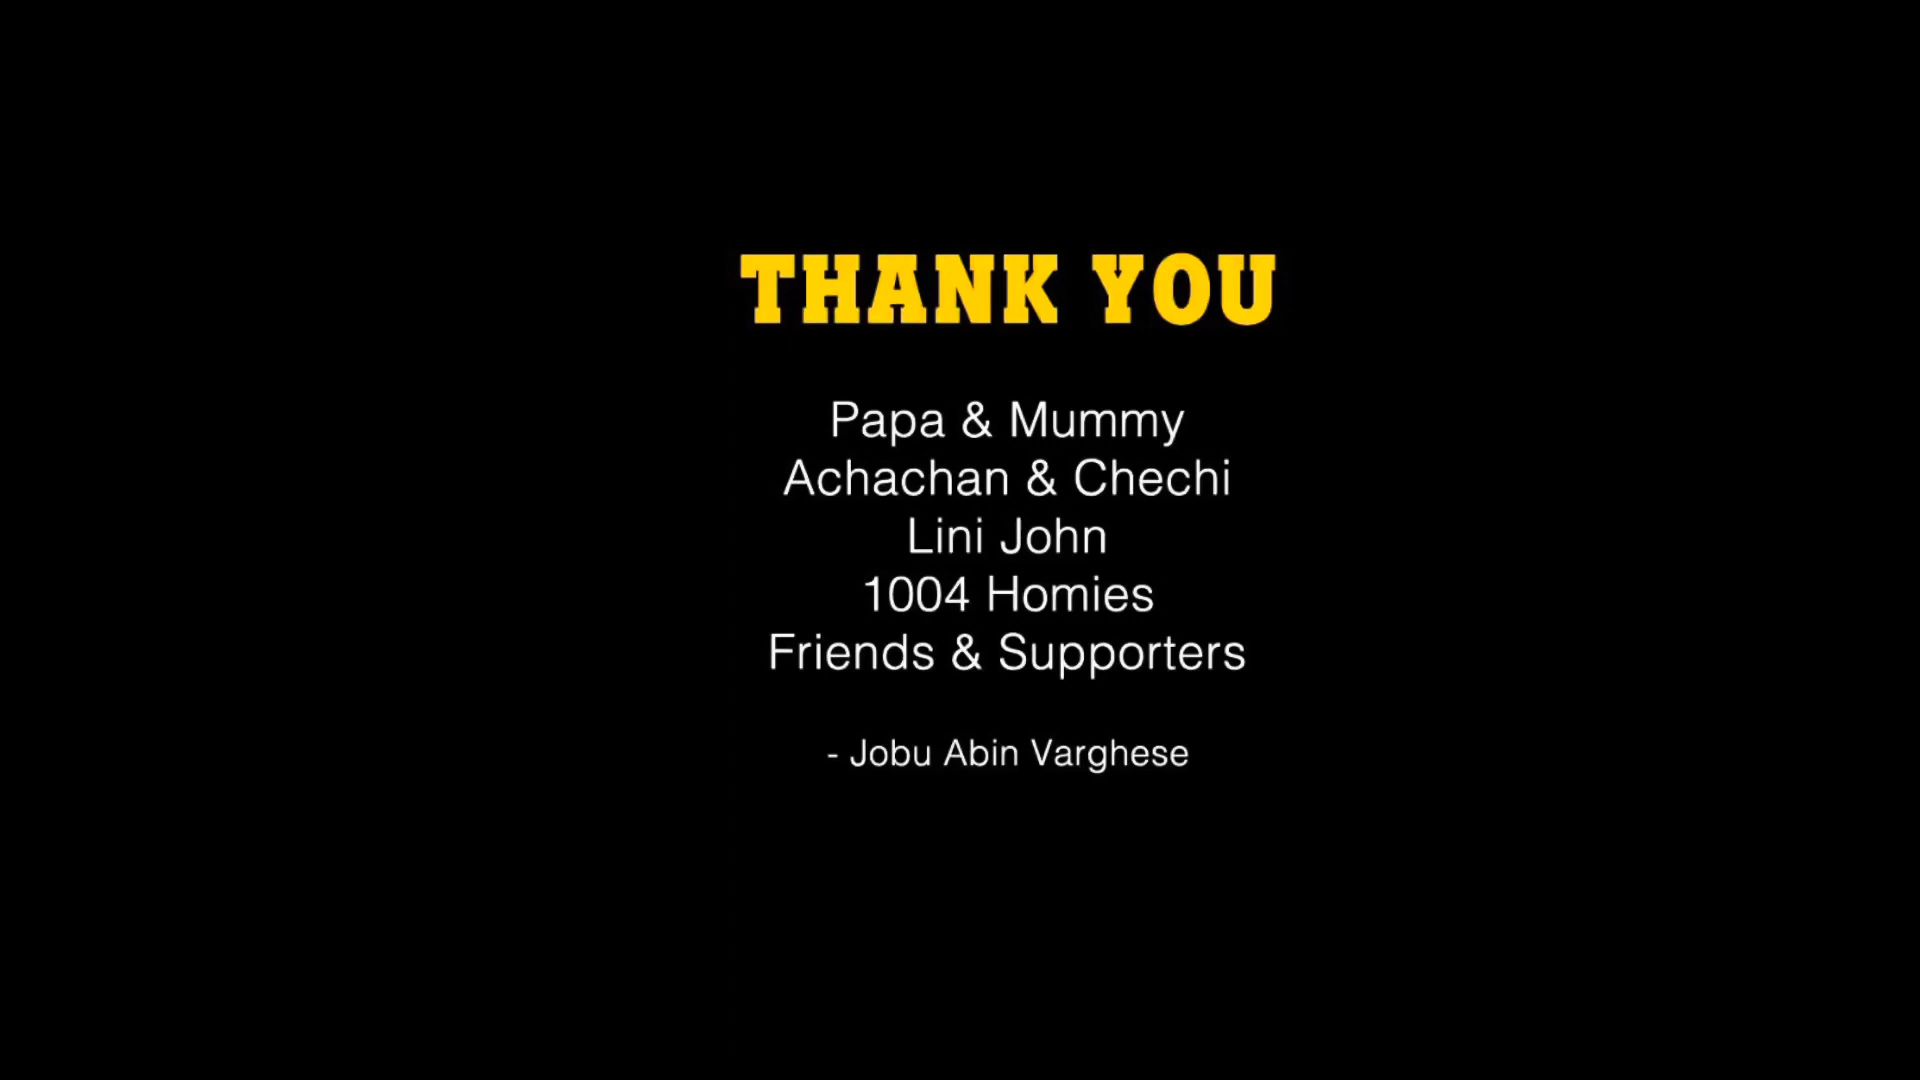 THANK YOU
Papa & Mummy
Achachan & Chechi
Lini John
1004 Homies
Friends & Supporters
- Jobu Abin Varghese